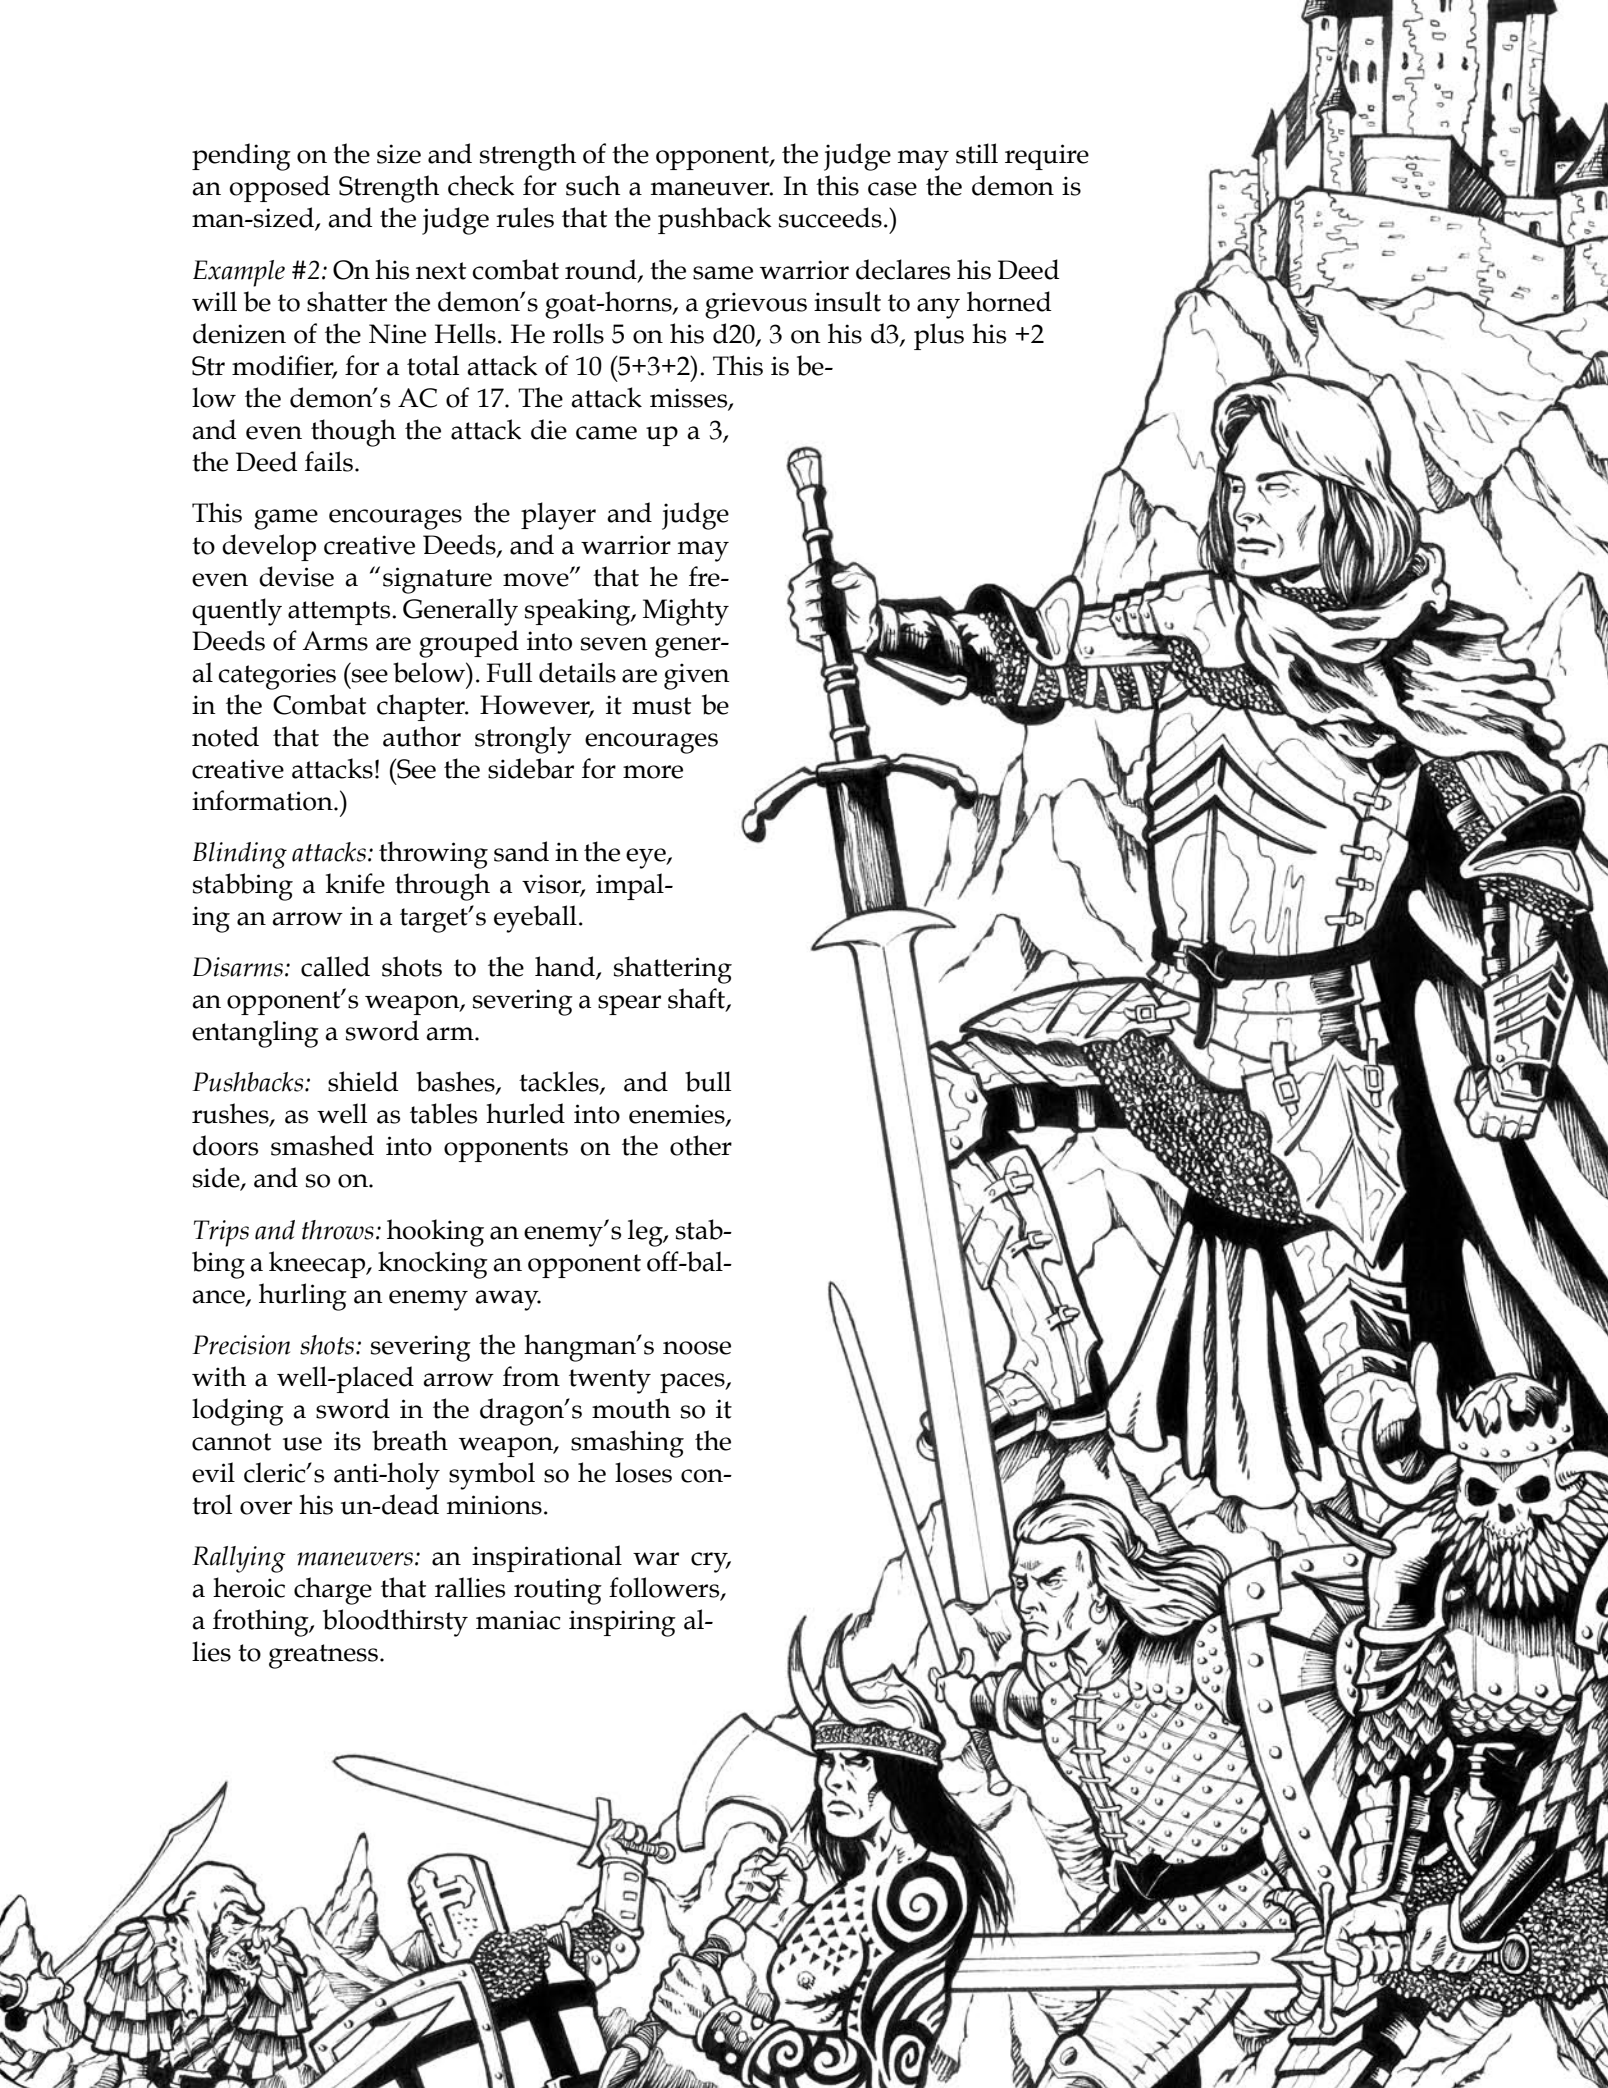 pending on the size and strength of the opponent, the judge may still require
an opposed Strength check for such a maneuver. In this case the demon is
man-sized, and the judge rules that the pushback succeeds.)
Example #2: On his next combat round, the same warrior declares his Deed
will be to shatter the demon’s goat-horns, a grievous insult to any horned
denizen of the Nine Hells. He rolls 5 on his d20, 3 on his d3, plus his +2
Str modifier, for a total attack of 10 (5+3+2). This is be-
low the demon’s AC of 17. The attack misses,
and even though the attack die came up a 3,
the Deed fails.
This game encourages the player and judge
to develop creative Deeds, and a warrior may
even devise a “signature move” that he fre-
quently attempts. Generally speaking, Mighty
Deeds of Arms are grouped into seven gener-
al categories (see below). Full details are given
in the Combat chapter. However, it must be
noted that the author strongly encourages
creative attacks! (See the sidebar for more
information.)
Blinding attacks: throwing sand in the eye,
stabbing a knife through a visor, impal-
ing an arrow in a target’s eyeball.
Disarms: called shots to the hand, shattering
an opponent’s weapon, severing a spear shaft,
entangling a sword arm.
Pushbacks: shield bashes, tackles, and bull
rushes, as well as tables hurled into enemies,
doors smashed into opponents on the other
side, and so on.
Trips and throws: hooking an enemy’s leg, stab-
bing a kneecap, knocking an opponent off-bal-
ance, hurling an enemy away.
Precision shots: severing the hangman’s noose
with a well-placed arrow from twenty paces,
lodging a sword in the dragon’s mouth so it
cannot use its breath weapon, smashing the
evil cleric’s anti-holy symbol so he loses con-
trol over his un-dead minions.
Rallying maneuvers: an inspirational war cry,
a heroic charge that rallies routing followers,
a frothing, bloodthirsty maniac inspiring al-
lies to greatness.